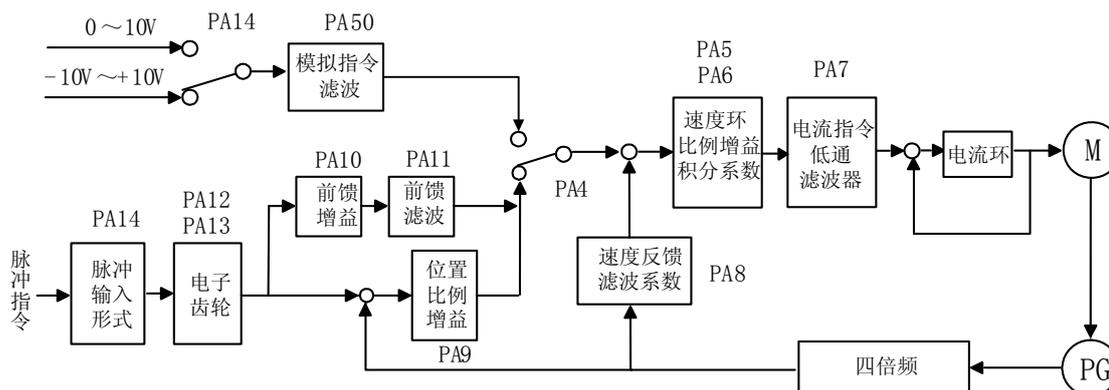 0～10V
PA14
PA50
-10V～+10V
模拟指令
滤波
PA5
PA6
PA7
速度环
比例增益
积分系数
电流指令
低通
滤波器
电流环
M
PA10
PA11
前馈
增益
前馈
滤波
PA4
PA14
PA12
PA13
脉冲指令
脉冲
输入
形式
电子
齿轮
位置
比例
增益
PA9
速度反馈
滤波系数
PA8
四倍频
PG